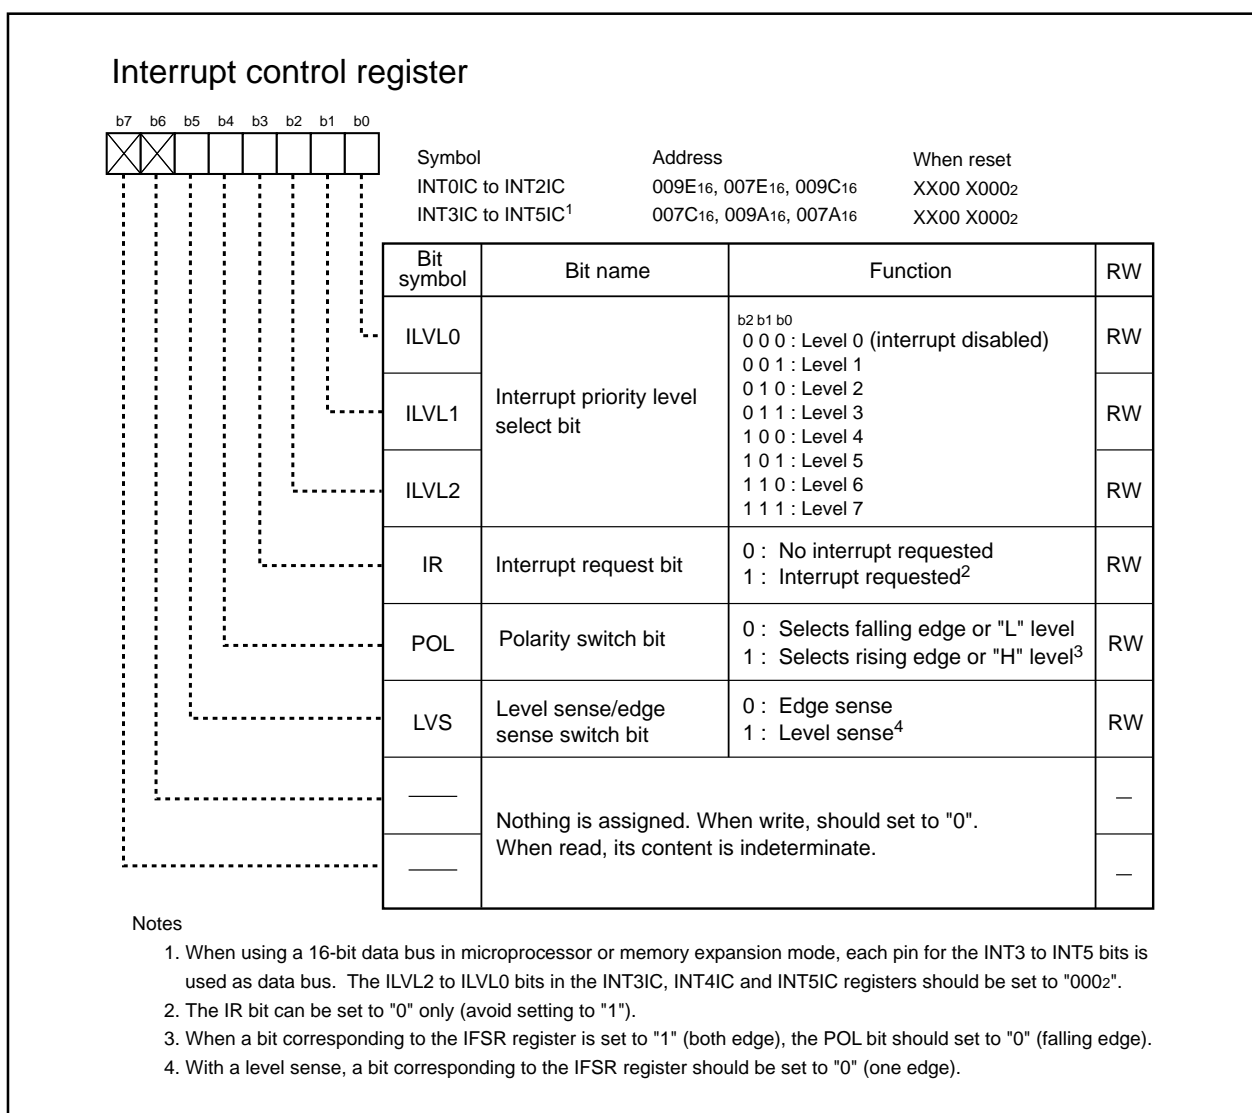 Interrupt control register
b7 b6 b5 b4 b3 b2 b1 b0
Symbol Address When reset
INT0IC to INT2IC 009E16, 007E16, 009C16 XX00 X0002
INT3IC to INT5IC1 007C16, 009A16, 007A16 XX00 X0002
Bit symbol Bit name Function RW
b2 b1 b0
ILVL0 0 0 0 : Level 0 (interrupt disabled) RW
0 0 1 : Level 1
0 1 0 : Level 2
ILVL1 Interrupt priority level select bit 0 1 1 : Level 3 RW
1 0 0 : Level 4
1 0 1 : Level 5
ILVL2 1 1 0 : Level 6 RW
1 1 1 : Level 7
IR Interrupt request bit 0 : No interrupt requested RW
1 : Interrupt requested2
POL Polarity switch bit 0 : Selects falling edge or "L" level RW
1 : Selects rising edge or "H" level3
LVS Level sense/edge 0 : Edge sense RW
sense switch bit 1 : Level sense4
—
Nothing is assigned. When write, should set to "0".
When read, its content is indeterminate.
—
Notes
1. When using a 16-bit data bus in microprocessor or memory expansion mode, each pin for the INT3 to INT5 bits is
used as data bus. The ILVL2 to ILVL0 bits in the INT3IC, INT4IC and INT5IC registers should be set to "0002".
2. The IR bit can be set to "0" only (avoid setting to "1").
3. When a bit corresponding to the IFSR register is set to "1" (both edge), the POL bit should set to "0" (falling edge).
4. With a level sense, a bit corresponding to the IFSR register should be set to "0" (one edge).